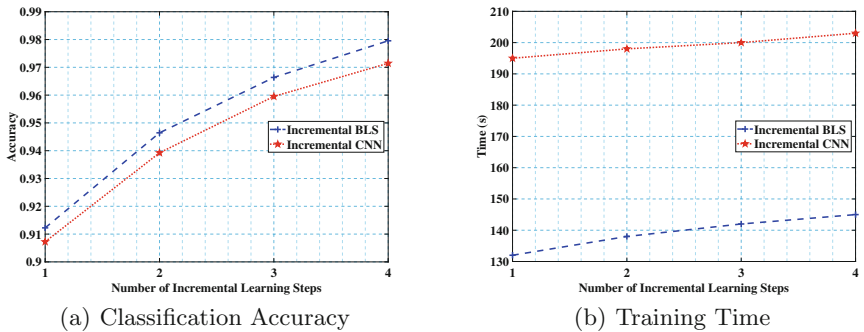 0.99
0.98
0.97
0.96
0.95
0.94
0.93
0.92
0.91
0.9
Accuracy
Incremental BLS
Incremental CNN
1 2 3 4
Number of Incremental Learning Steps
(a) Classification Accuracy
210
200
190
180
170
160
150
140
130
Time (s)
Incremental BLS
Incremental CNN
1 2 3 4
Number of Incremental Learning Steps
(b) Training Time